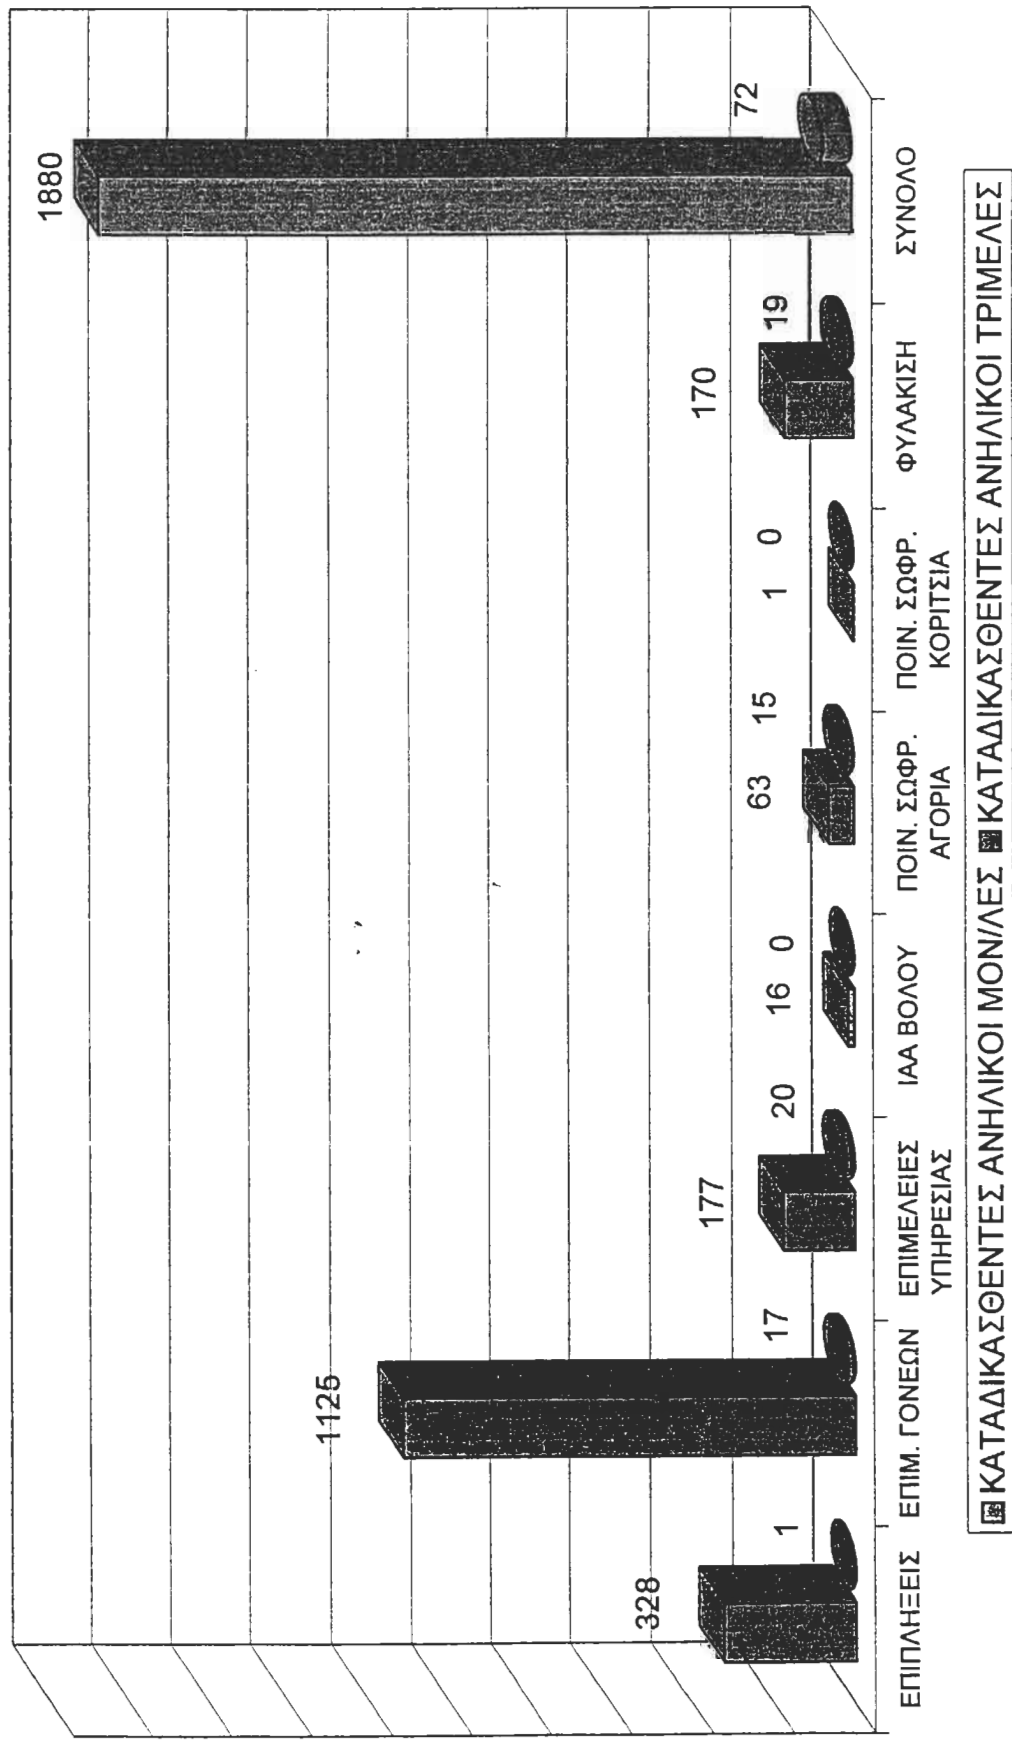 1880
72
170
19
1
0
63
15
16
0
177
20
1125
17
328
1
ΕΠΙΠΛΗΞΕΙΣ
ΕΠΙΜ. ΓΟΝΕΩΝ
ΕΠΙΜΕΛΕΙΕΣ
ΥΠΗΡΕΣΙΑΣ
ΙΑΑ ΒΟΛΟΥ
ΠΟΙΝ. ΣΩΦΡ.
ΑΓΟΡΙΑ
ΠΟΙΝ. ΣΩΦΡ.
ΚΟΡΙΤΣΙΑ
ΦΥΛΑΚΙΣΗ
ΣΥΝΟΛΟ
ΚΑΤΑΔΙΚΑΣΘΕΝΤΕΣ ΑΝΗΛΙΚΟΙ ΜΟΝ/ΛΕΣ ΚΑΤΑΔΙΚΑΣΘΕΝΤΕΣ ΑΝΗΛΙΚΟΙ ΤΡΙΜΕΛΕΣ